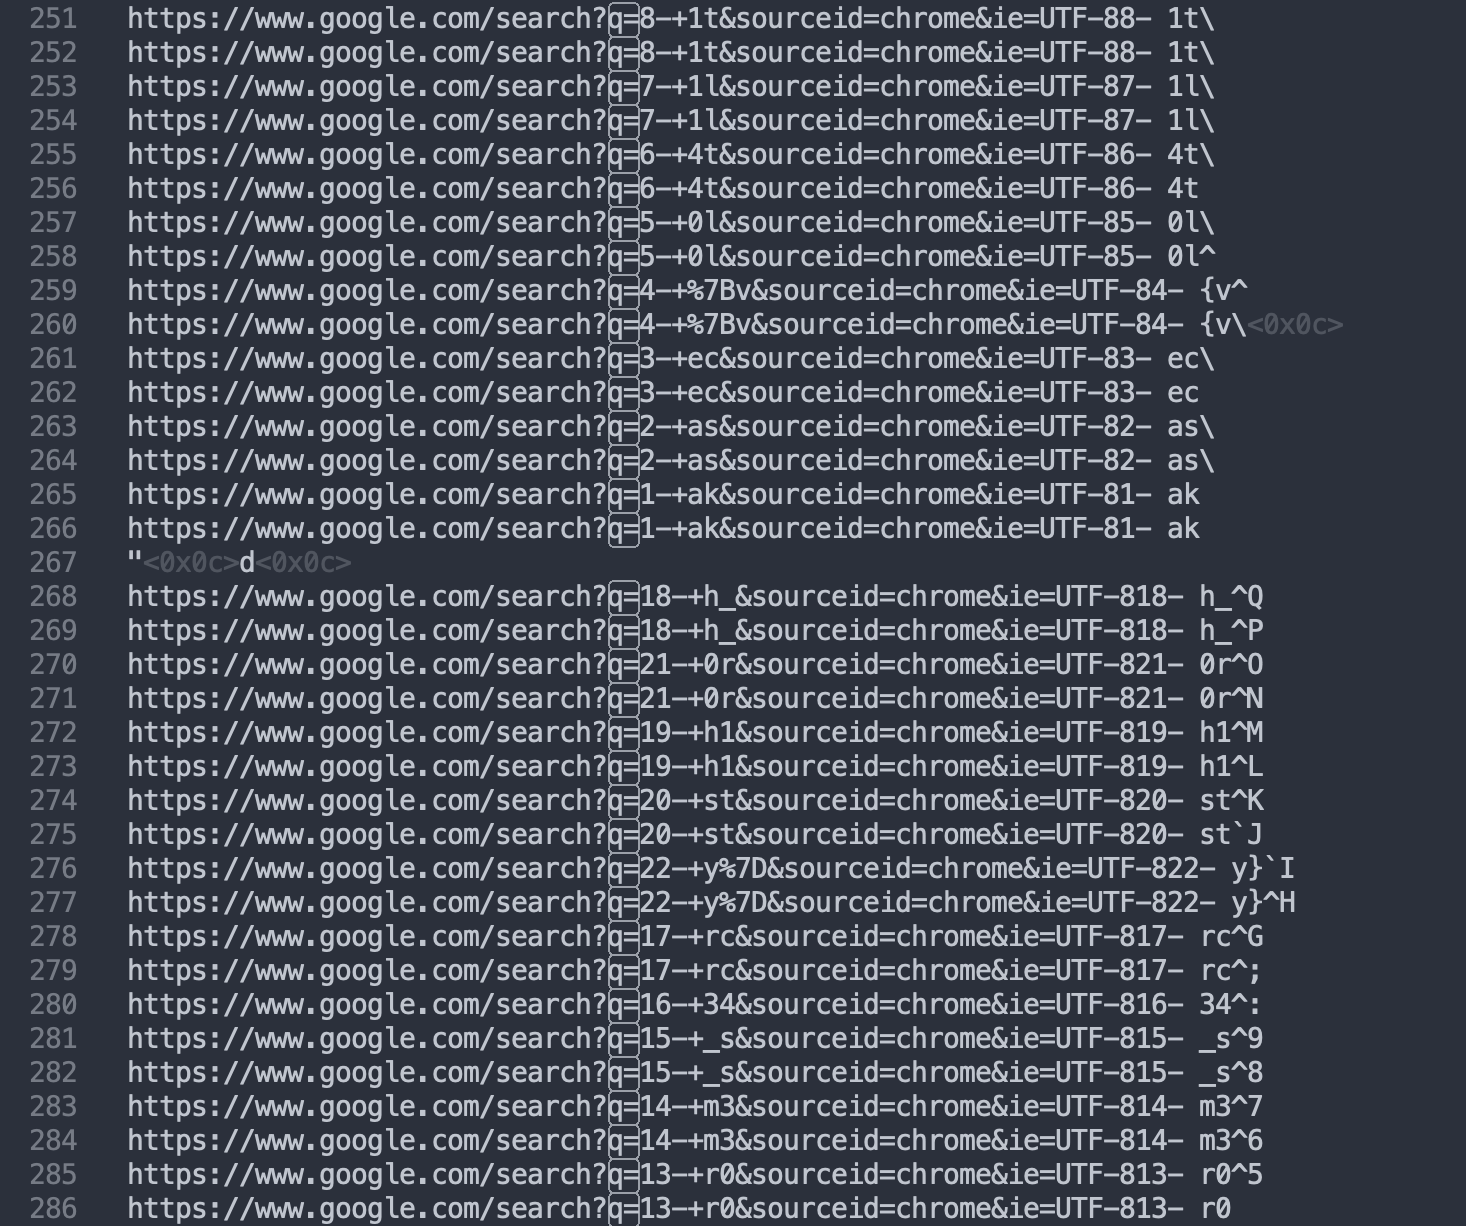 251 https://www.google.com/search?q=8-+1t&sourceid=chrome&ie=UTF-88- 1t\
252 https://www.google.com/search?q=8-+1t&sourceid=chrome&ie=UTF-88- 1t\
253 https://www.google.com/search?q=7-+1l&sourceid=chrome&ie=UTF-87- 1l\
254 https://www.google.com/search?q=7-+1l&sourceid=chrome&ie=UTF-87- 1l\
255 https://www.google.com/search?q=6-+4t&sourceid=chrome&ie=UTF-86- 4t\
256 https://www.google.com/search?q=6-+4t&sourceid=chrome&ie=UTF-86- 4t
257 https://www.google.com/search?q=5-+0l&sourceid=chrome&ie=UTF-85- 0l\
258 https://www.google.com/search?q=5-+0l&sourceid=chrome&ie=UTF-85- 0l^
259 https://www.google.com/search?q=4-+%7Bv&sourceid=chrome&ie=UTF-84- {v^
260 https://www.google.com/search?q=4-+%7Bv&sourceid=chrome&ie=UTF-84- {v\<0x0c>
261 https://www.google.com/search?q=3-+ec&sourceid=chrome&ie=UTF-83- ec\
262 https://www.google.com/search?q=3-+ec&sourceid=chrome&ie=UTF-83- ec
263 https://www.google.com/search?q=2-+as&sourceid=chrome&ie=UTF-82- as\
264 https://www.google.com/search?q=2-+as&sourceid=chrome&ie=UTF-82- as\
265 https://www.google.com/search?q=1-+ak&sourceid=chrome&ie=UTF-81- ak
266 https://www.google.com/search?q=1-+ak&sourceid=chrome&ie=UTF-81- ak
267 "<0x0c>d<0x0c>
268 https://www.google.com/search?q=18-+h_&sourceid=chrome&ie=UTF-818- h_^Q
269 https://www.google.com/search?q=18-+h_&sourceid=chrome&ie=UTF-818- h_^P
270 https://www.google.com/search?q=21-+0r&sourceid=chrome&ie=UTF-821- 0r^O
271 https://www.google.com/search?q=21-+0r&sourceid=chrome&ie=UTF-821- 0r^N
272 https://www.google.com/search?q=19-+h1&sourceid=chrome&ie=UTF-819- h1^M
273 https://www.google.com/search?q=19-+h1&sourceid=chrome&ie=UTF-819- h1^L
274 https://www.google.com/search?q=20-+st&sourceid=chrome&ie=UTF-820- st^K
275 https://www.google.com/search?q=20-+st&sourceid=chrome&ie=UTF-820- st`J
276 https://www.google.com/search?q=22-+y%7D&sourceid=chrome&ie=UTF-822- y}`I
277 https://www.google.com/search?q=22-+y%7D&sourceid=chrome&ie=UTF-822- y}^H
278 https://www.google.com/search?q=17-+rc&sourceid=chrome&ie=UTF-817- rc^G
279 https://www.google.com/search?q=17-+rc&sourceid=chrome&ie=UTF-817- rc^;
280 https://www.google.com/search?q=16-+34&sourceid=chrome&ie=UTF-816- 34^:
281 https://www.google.com/search?q=15-+_s&sourceid=chrome&ie=UTF-815- _s^9
282 https://www.google.com/search?q=15-+_s&sourceid=chrome&ie=UTF-815- _s^8
283 https://www.google.com/search?q=14-+m3&sourceid=chrome&ie=UTF-814- m3^7
284 https://www.google.com/search?q=14-+m3&sourceid=chrome&ie=UTF-814- m3^6
285 https://www.google.com/search?q=13-+r0&sourceid=chrome&ie=UTF-813- r0^5
286 https://www.google.com/search?q=13-+r0&sourceid=chrome&ie=UTF-813- r0